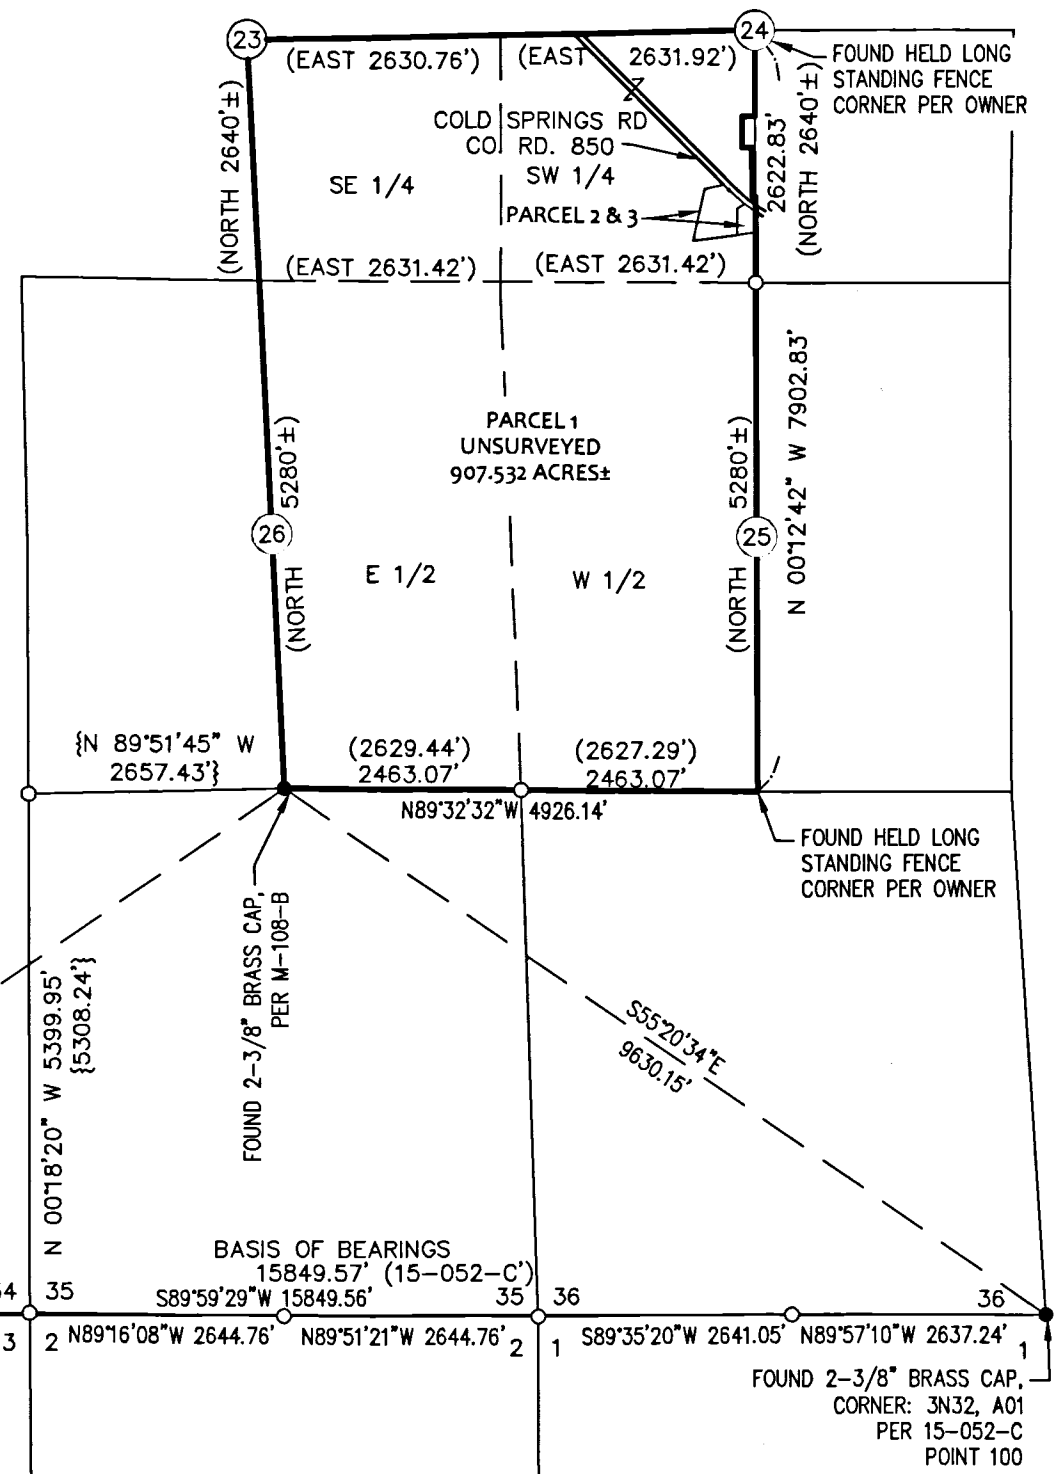 23
24
(EAST 2630.76')
(EAST 2631.92')
FOUND HELD LONG
STANDING FENCE
CORNER PER OWNER
(NORTH 2640'±)
2622.83'
(NORTH 2640'±)
COLD SPRINGS RD
CO RD. 850
SE 1/4
SW 1/4
PARCEL 2 & 3
(EAST 2631.42')
(EAST 2631.42')
N 00°12'42" W 7902.83'
PARCEL 1
UNSURVEYED
907.532 ACRES±
(NORTH 5280'±)
(NORTH 5280'±)
26
25
E 1/2
W 1/2
{N 89°51'45" W
2657.43'}
(2629.44')
2463.07'
(2627.29')
2463.07'
N89°32'32"W 4926.14'
FOUND HELD LONG
STANDING FENCE
CORNER PER OWNER
FOUND 2-3/8" BRASS CAP,
PER M-108-B
N 00°18'20" W 5399.95'
{5308.24'}
S55°20'34"E
9630.15'
BASIS OF BEARINGS
15849.57' (15-052-C')
S89°59'29"W 15849.56'
35
35
36
36
3
2
N89°16'08"W 2644.76'
N89°51'21"W 2644.76'
2
1
S89°35'20"W 2641.05'
N89°57'10"W 2637.24'
1
FOUND 2-3/8" BRASS CAP,
CORNER: 3N32, A01
PER 15-052-C
POINT 100